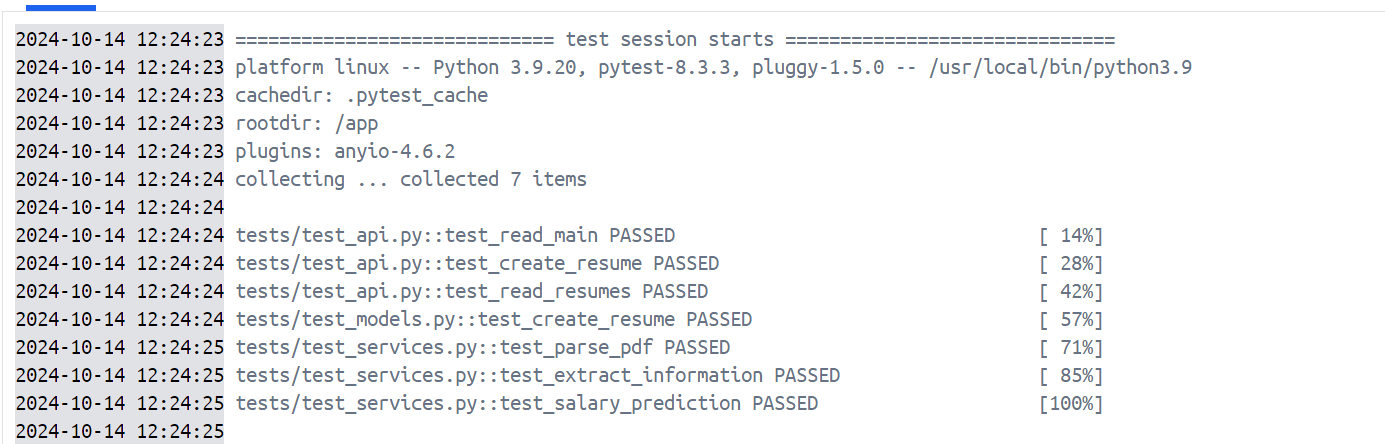 2024-10-14 12:24:23 ============================= test session starts ==============================
2024-10-14 12:24:23 platform linux -- Python 3.9.20, pytest-8.3.3, pluggy-1.5.0 -- /usr/local/bin/python3.9
2024-10-14 12:24:23 cachedir: .pytest_cache
2024-10-14 12:24:23 rootdir: /app
2024-10-14 12:24:23 plugins: anyio-4.6.2
2024-10-14 12:24:24 collecting ... collected 7 items
2024-10-14 12:24:24
2024-10-14 12:24:24 tests/test_api.py::test_read_main PASSED [ 14%]
2024-10-14 12:24:24 tests/test_api.py::test_create_resume PASSED [ 28%]
2024-10-14 12:24:24 tests/test_api.py::test_read_resumes PASSED [ 42%]
2024-10-14 12:24:24 tests/test_models.py::test_create_resume PASSED [ 57%]
2024-10-14 12:24:25 tests/test_services.py::test_parse_pdf PASSED [ 71%]
2024-10-14 12:24:25 tests/test_services.py::test_extract_information PASSED [ 85%]
2024-10-14 12:24:25 tests/test_services.py::test_salary_prediction PASSED [100%]
2024-10-14 12:24:25